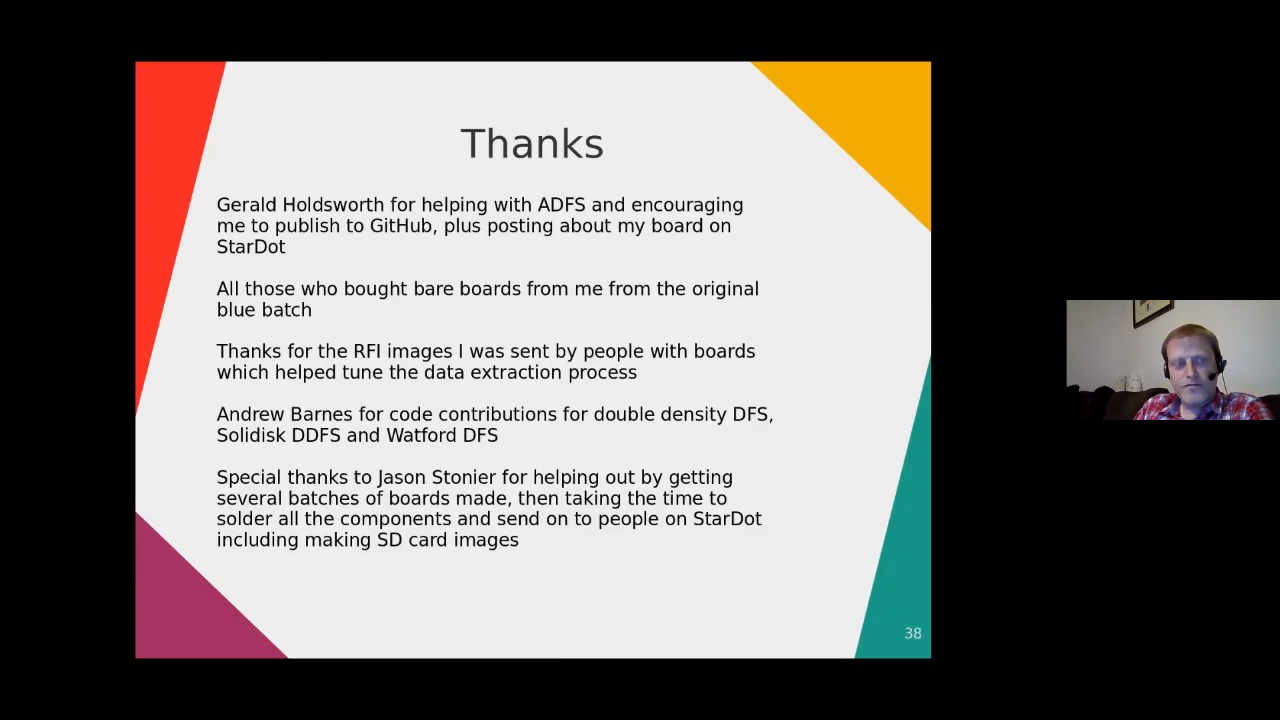 Thanks
Gerald Holdsworth for helping with ADFS and encouraging
me to publish to GitHub, plus posting about my board on
StarDot
All those who bought bare boards from me from the original
blue batch
Thanks for the RFI images I was sent by people with boards
which helped tune the data extraction process
Andrew Barnes for code contributions for double density DFS,
Solidisk DDFS and Watford DFS
Special thanks to Jason Stonier for helping out by getting
several batches of boards made, then taking the time to
solder all the components and send on to people on StarDot
including making SD card images
38